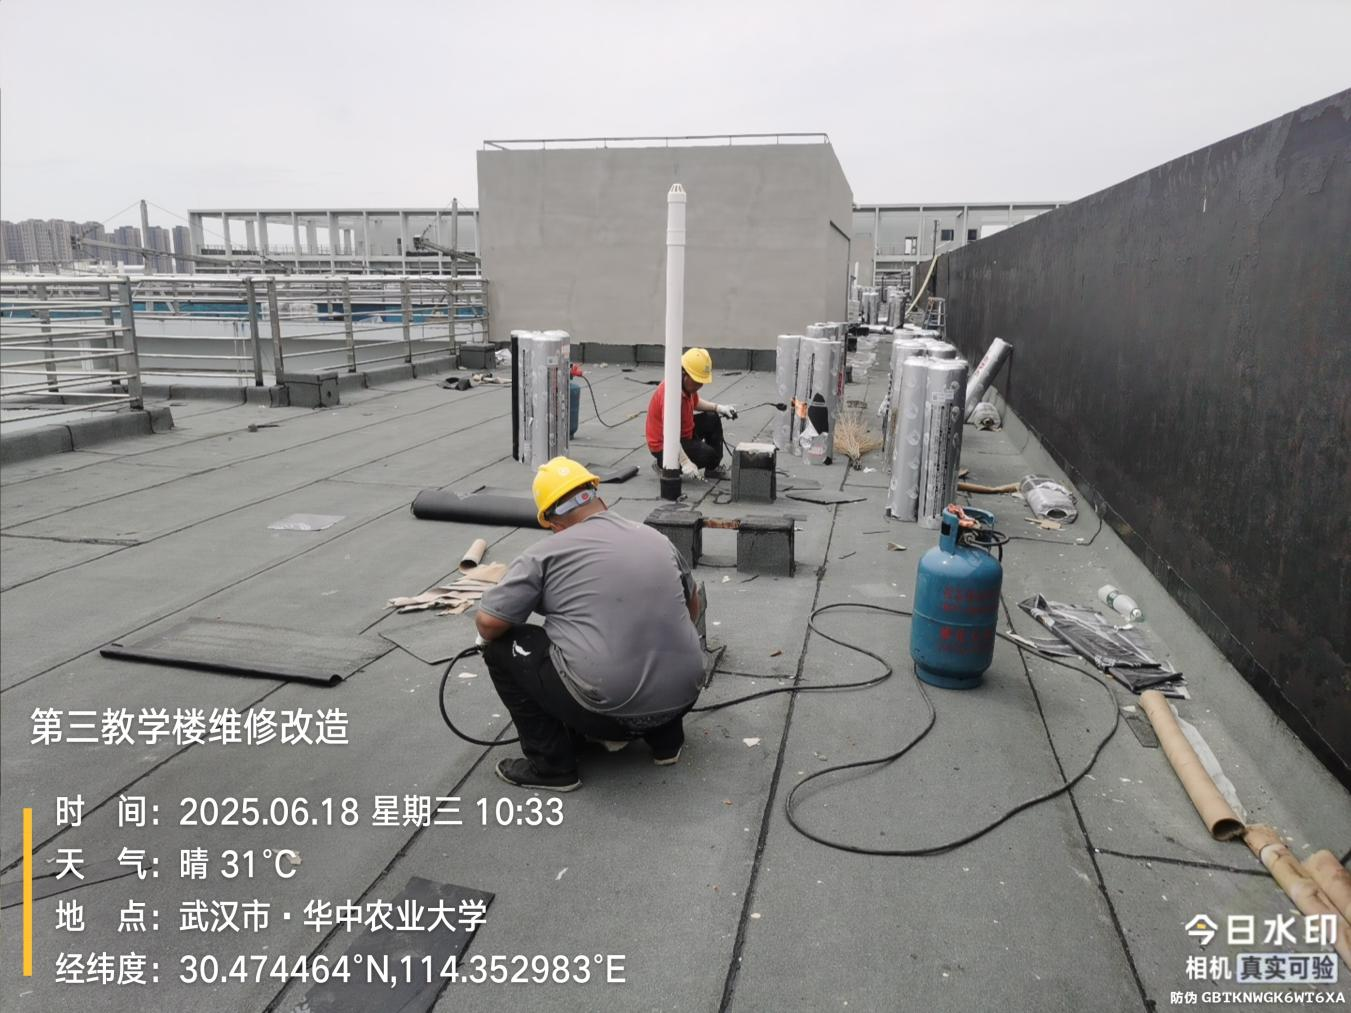 第三教学楼维修改造
时 间：2025.06.18 星期三 10:33
天 气：晴 31℃
地 点：武汉市·华中农业大学
经纬度：30.474464°N,114.352983°E
今日水印
相机 真实可验
防伪 GBTKNWGK6WT6XA